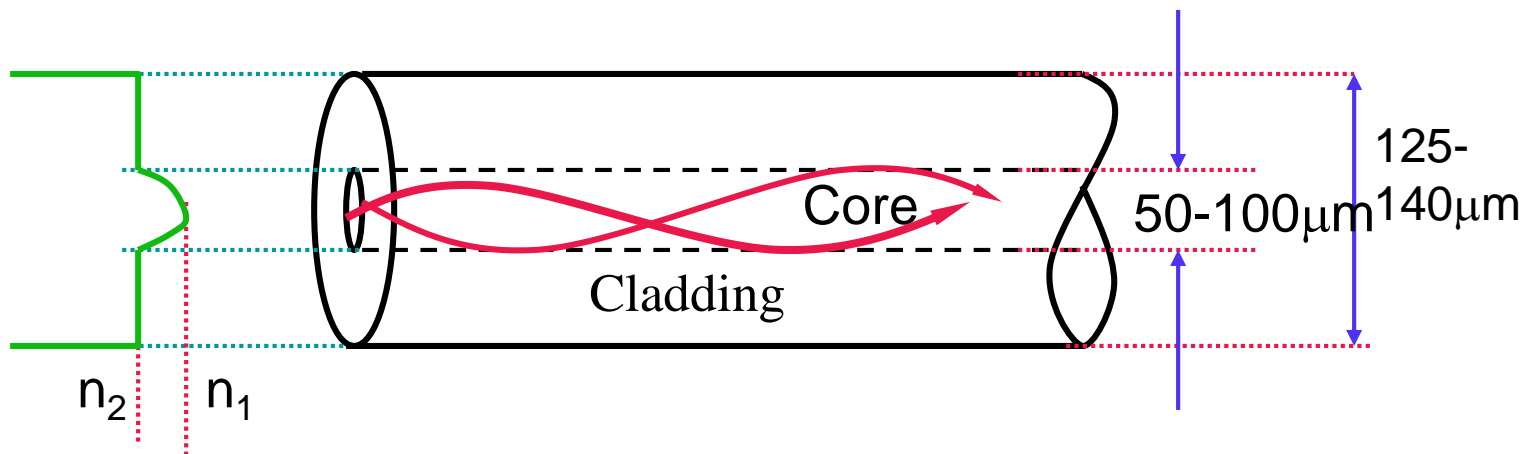 125-
140μm
50-100μm
Core
Cladding
n₂
n₁